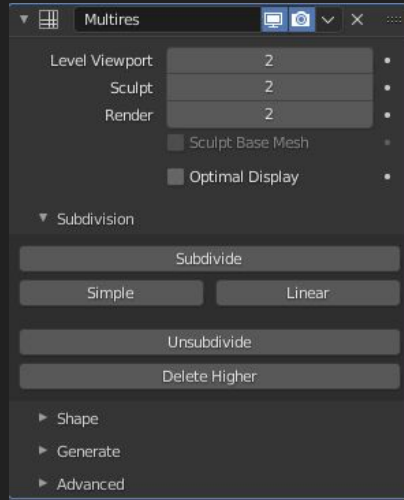 Multires
Level Viewport 2
Sculpt 2
Render 2
Sculpt Base Mesh
Optimal Display
Subdivision
Subdivide
Simple Linear
Unsubdivide
Delete Higher
Shape
Generate
Advanced